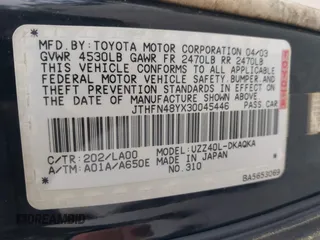 MFD. BY: TOYOTA MOTOR CORPORATION 04/03
GVWR 4530LB GAWR FR 2470LB RR 2470LB
THIS VEHICLE CONFORMS TO ALL APPLICABLE
FEDERAL MOTOR VEHICLE SAFETY, BUMPER, AND
THEFT PREVENTION STANDARDS IN EFFECT ON
THE DATE OF MANUFACTURE SHOWN ABOVE.
JTHFN48YX30045446
PASS. CAR
C/TR: 202/LA00 MODEL: UZZ40L-DKAQKA
A/TM: A01A/A650E MADE IN JAPAN
NO.310
BA5653069
MOREAMBID